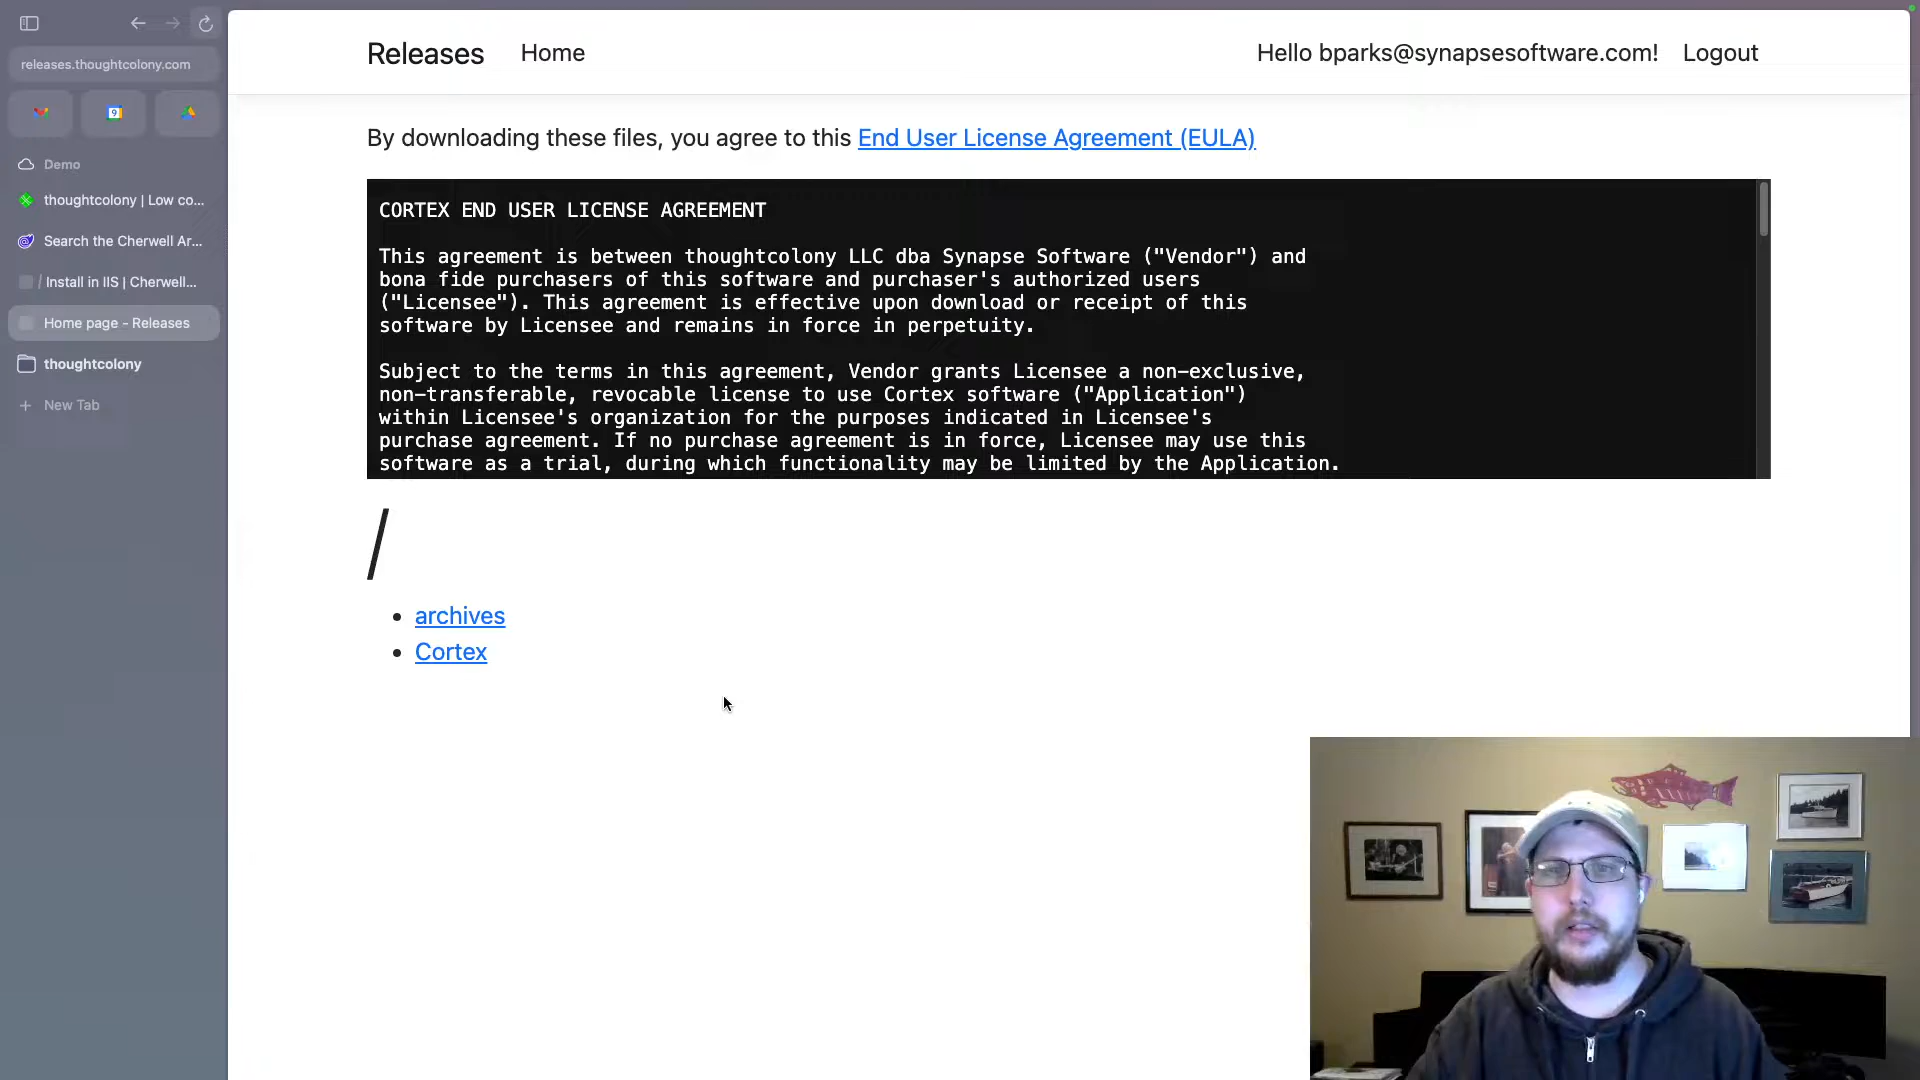 releases.thoughtcolony.com
9
Demo
thoughtcolony | Low co...
Search the Cherwell Ar...
/ Install in IIS | Cherwell...
Home page - Releases
thoughtcolony
+ New Tab
Releases Home Hello bparks@synapsesoftware.com! Logout
By downloading these files, you agree to this End User License Agreement (EULA)
CORTEX END USER LICENSE AGREEMENT
This agreement is between thoughtcolony LLC dba Synapse Software ("Vendor") and
bona fide purchasers of this software and purchaser's authorized users
("Licensee"). This agreement is effective upon download or receipt of this
software by Licensee and remains in force in perpetuity.
Subject to the terms in this agreement, Vendor grants Licensee a non-exclusive,
non-transferable, revocable license to use Cortex software ("Application")
within Licensee's organization for the purposes indicated in Licensee's
purchase agreement. If no purchase agreement is in force, Licensee may use this
software as a trial, during which functionality may be limited by the Application.
/
• archives
• Cortex